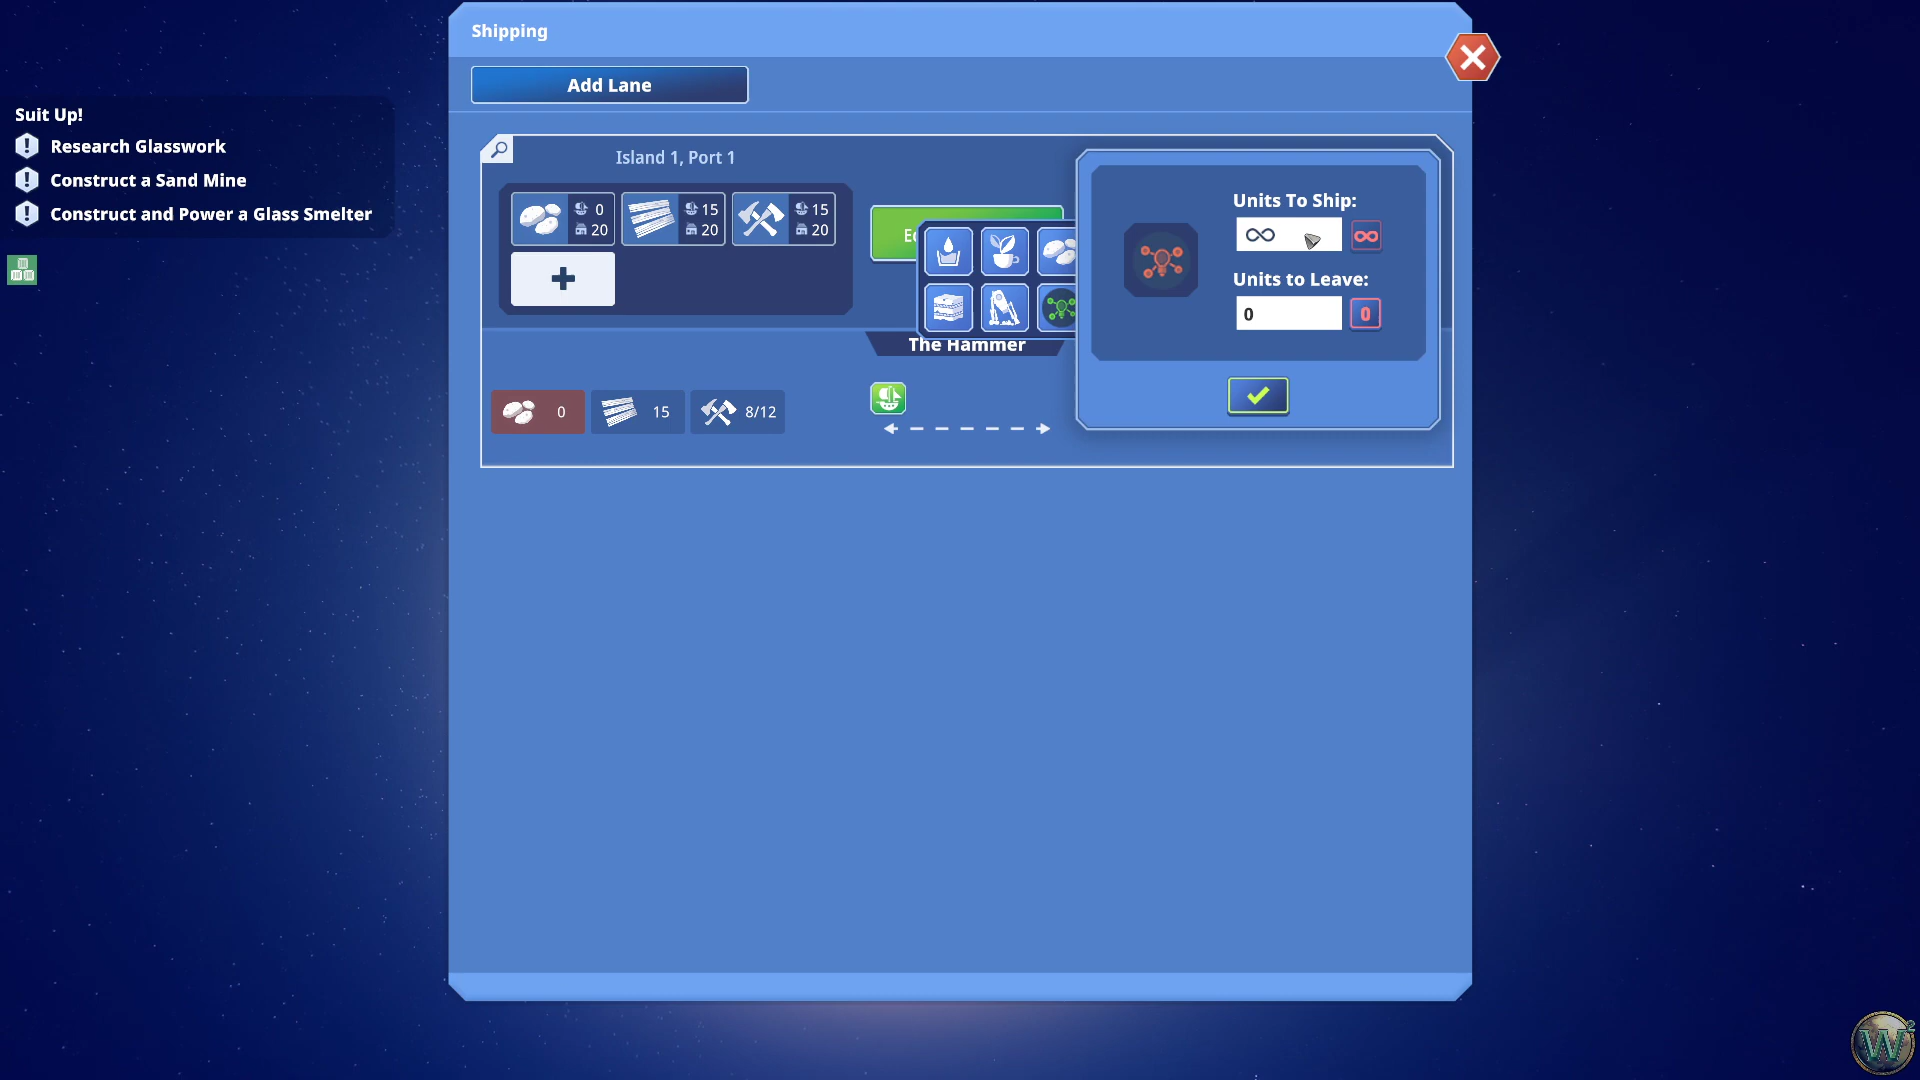 Shipping
Add Lane
Suit Up!
Research Glasswork
Construct a Sand Mine
Construct and Power a Glass Smelter
Island 1, Port 1
0
20
15
20
15
20
Units To Ship:
∞
∞
Units to Leave:
0
0
The Hammer
0
15
8/12
W2